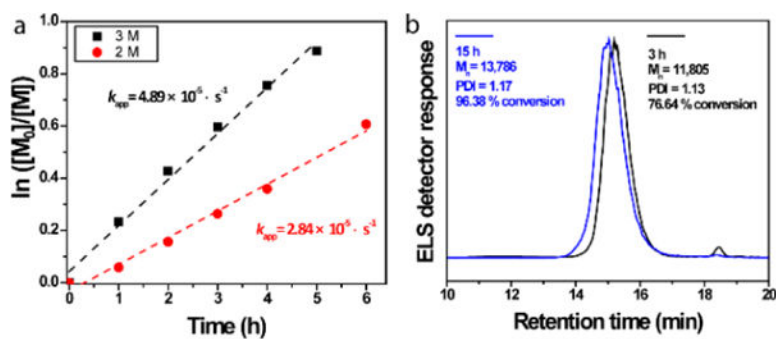 a
3 M
2 M
k_app = 4.89 × 10⁻⁵ · s⁻¹
k_app = 2.84 × 10⁻⁵ · s⁻¹
ln ([M₀]/[M])
0.0
0.2
0.4
0.6
0.8
1.0
0 1 2 3 4 5 6
Time (h)
b
15 h
Mₙ = 13,786
PDI = 1.17
96.38 % conversion
3 h
Mₙ = 11,805
PDI = 1.13
76.64 % conversion
ELS detector response
10 12 14 16 18 20
Retention time (min)